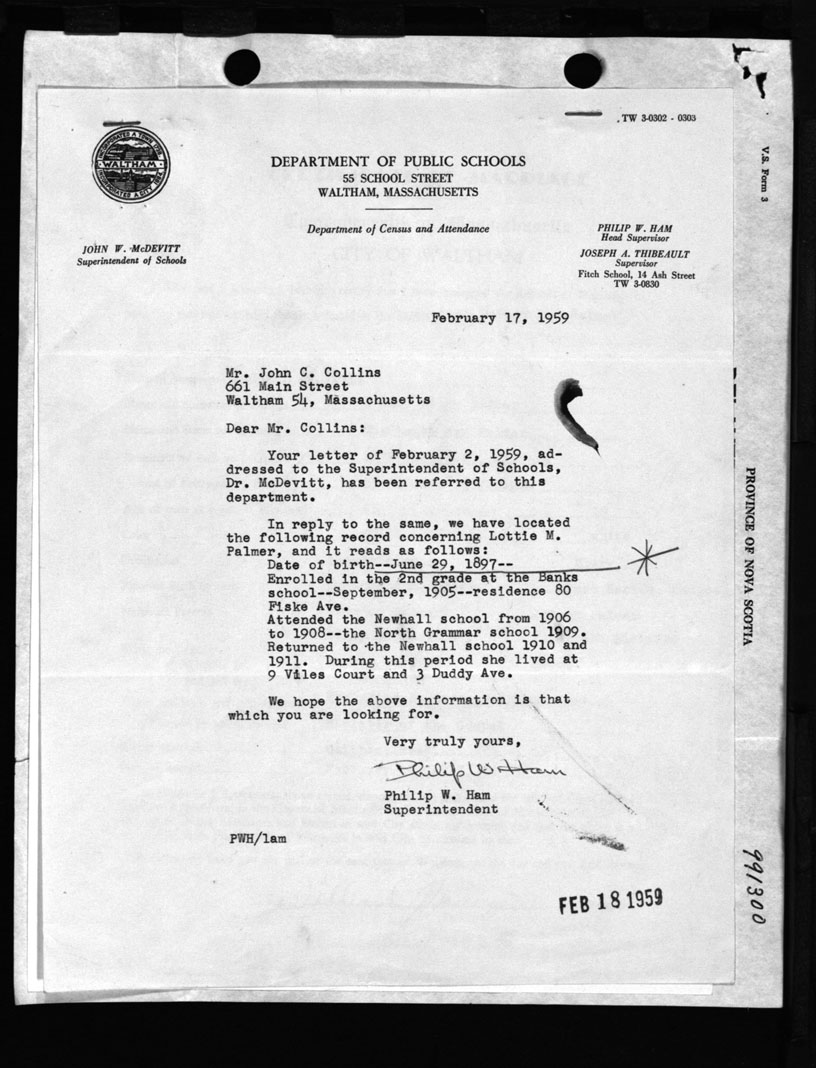 TW 3-0302 - 0303
INCORPORATED A TOWN 1738
WALTHAM
INCORPORATED A CITY 1884
DEPARTMENT OF PUBLIC SCHOOLS
55 SCHOOL STREET
WALTHAM, MASSACHUSETTS
Department of Census and Attendance
JOHN W. McDEVITT
Superintendent of Schools
PHILIP W. HAM
Head Supervisor
JOSEPH A. THIBEAULT
Supervisor
Fitch School, 14 Ash Street
TW 3-0830
February 17, 1959
Mr. John C. Collins
661 Main Street
Waltham 54, Massachusetts
Dear Mr. Collins:
Your letter of February 2, 1959, ad-
dressed to the Superintendent of Schools,
Dr. McDevitt, has been referred to this
department.
In reply to the same, we have located
the following record concerning Lottie M.
Palmer, and it reads as follows:
Date of birth--June 29, 1897--
Enrolled in the 2nd grade at the Banks
school--September, 1905--residence 80
Fiske Ave.
Attended the Newhall school from 1906
to 1908--the North Grammar school 1909.
Returned to the Newhall school 1910 and
1911. During this period she lived at
9 Viles Court and 3 Duddy Ave.
We hope the above information is that
which you are looking for.
Very truly yours,
Philip W. Ham
Philip W. Ham
Superintendent
PWH/lam
FEB 18 1959
V.S. Form 3
PROVINCE OF NOVA SCOTIA
991300